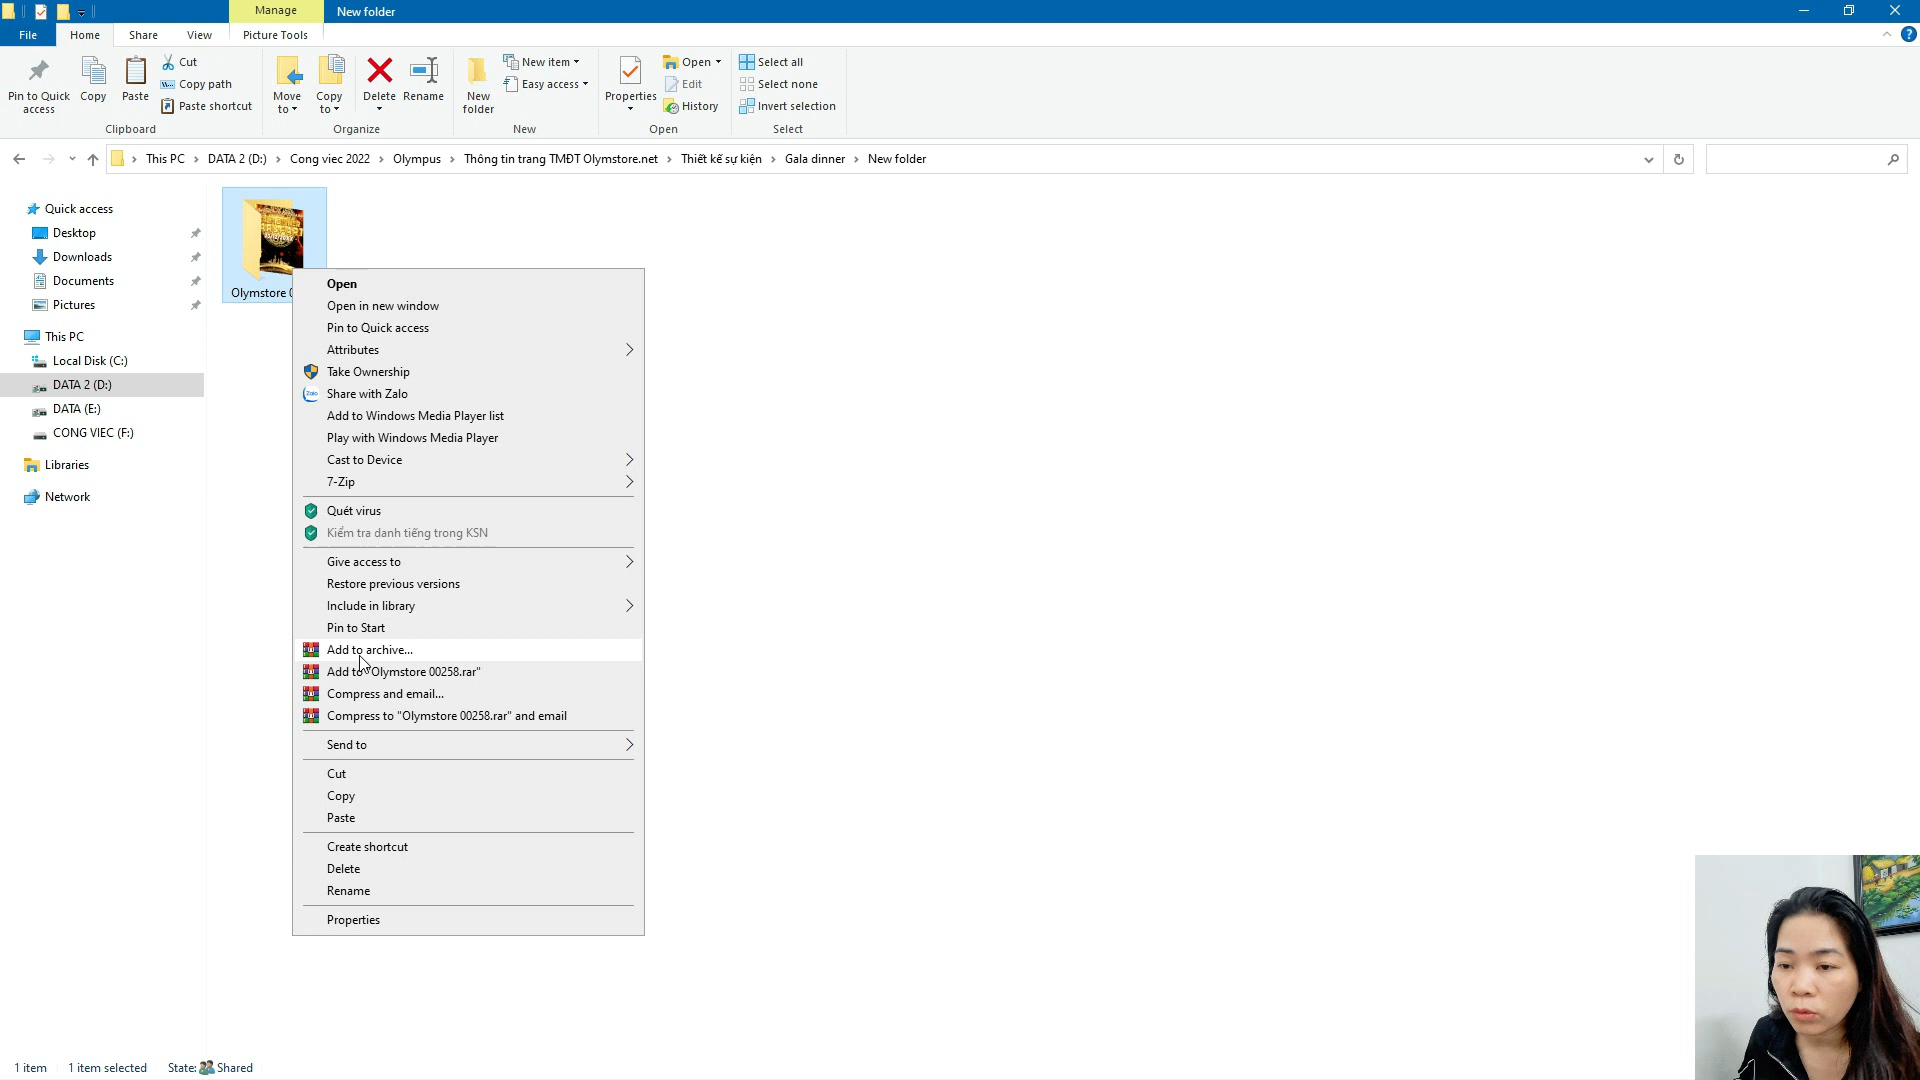 Manage
New folder
File
Home
Share
View
Picture Tools
Pin to Quick access
Copy
Paste
Cut
Copy path
Paste shortcut
Clipboard
Move to
Copy to
Delete
Rename
Organize
New folder
New item
Easy access
New
Properties
Open
Edit
History
Open
Select all
Select none
Invert selection
Select
This PC
DATA 2 (D:)
Cong viec 2022
Olympus
Thông tin trang TMĐT Olymstore.net
Thiết kế sự kiện
Gala dinner
New folder
Quick access
Desktop
Downloads
Documents
Pictures
This PC
Local Disk (C:)
DATA 2 (D:)
DATA (E:)
CONG VIEC (F:)
Libraries
Network
Olymstore
Open
Open in new window
Pin to Quick access
Attributes
Take Ownership
Share with Zalo
Add to Windows Media Player list
Play with Windows Media Player
Cast to Device
7-Zip
Quét virus
Kiểm tra danh tiếng trong KSN
Give access to
Restore previous versions
Include in library
Pin to Start
Add to archive...
Add to "Olymstore 00258.rar"
Compress and email...
Compress to "Olymstore 00258.rar" and email
Send to
Cut
Copy
Paste
Create shortcut
Delete
Rename
Properties
1 item
1 item selected
State: Shared